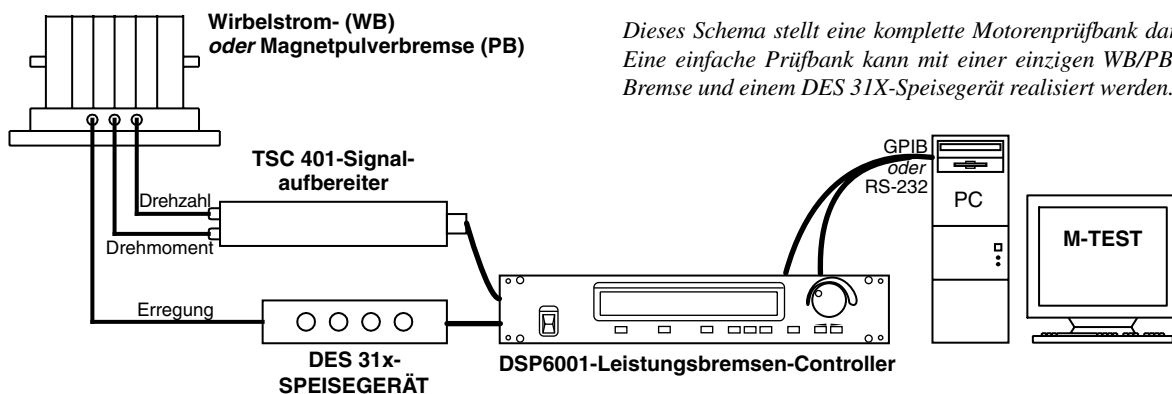 Wirbelstrom- (WB)
oder Magnetpulverbremse (PB)
Dieses Schema stellt eine komplette Motorenprüfbank dar
Eine einfache Prüfbank kann mit einer einzigen WB/PB
Bremse und einem DES 31X-Speisegerät realisiert werden.
TSC 401-Signal-
aufbereiter
Drehzahl
Drehmoment
Erregung
DES 31x-
SPEISEGERÄT
DSP6001-Leistungsbremsen-Controller
GPIB
oder
RS-232
PC
M-TEST